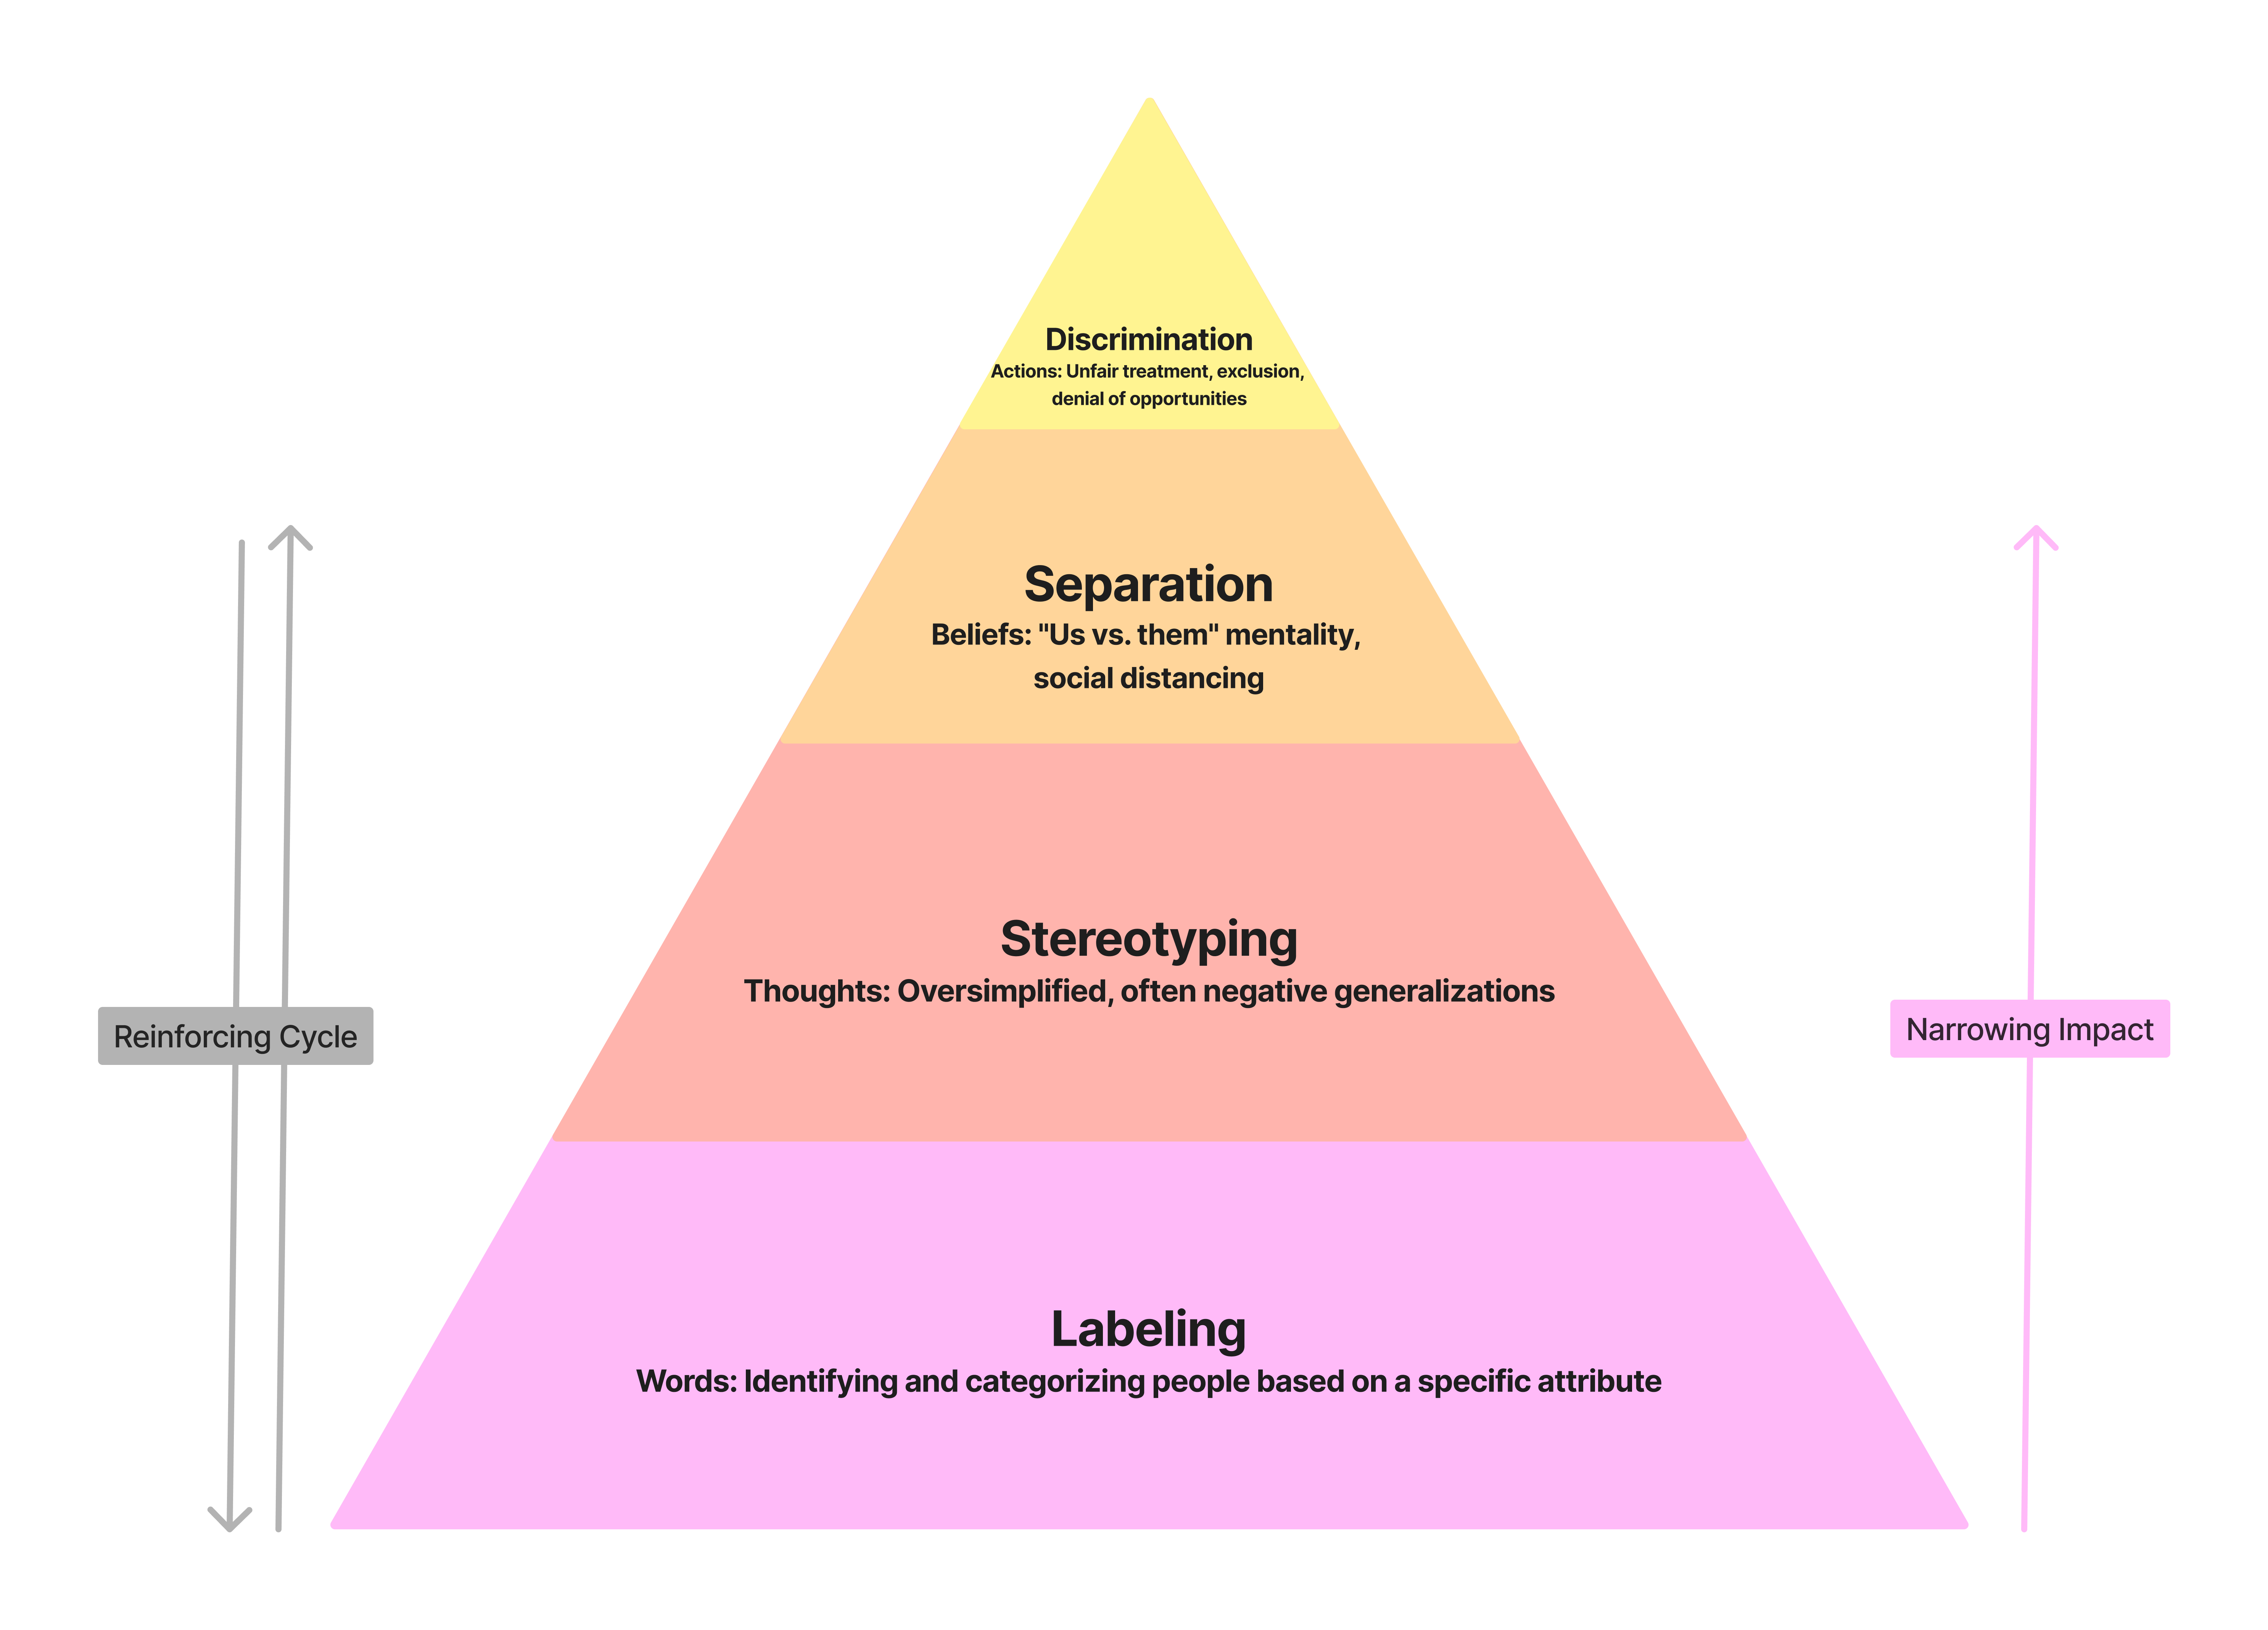 Discrimination
Actions: Unfair treatment, exclusion,
denial of opportunities
Separation
Beliefs: "Us vs. them" mentality,
social distancing
Stereotyping
Thoughts: Oversimplified, often negative generalizations
Reinforcing Cycle
Narrowing Impact
Labeling
Words: Identifying and categorizing people based on a specific attribute